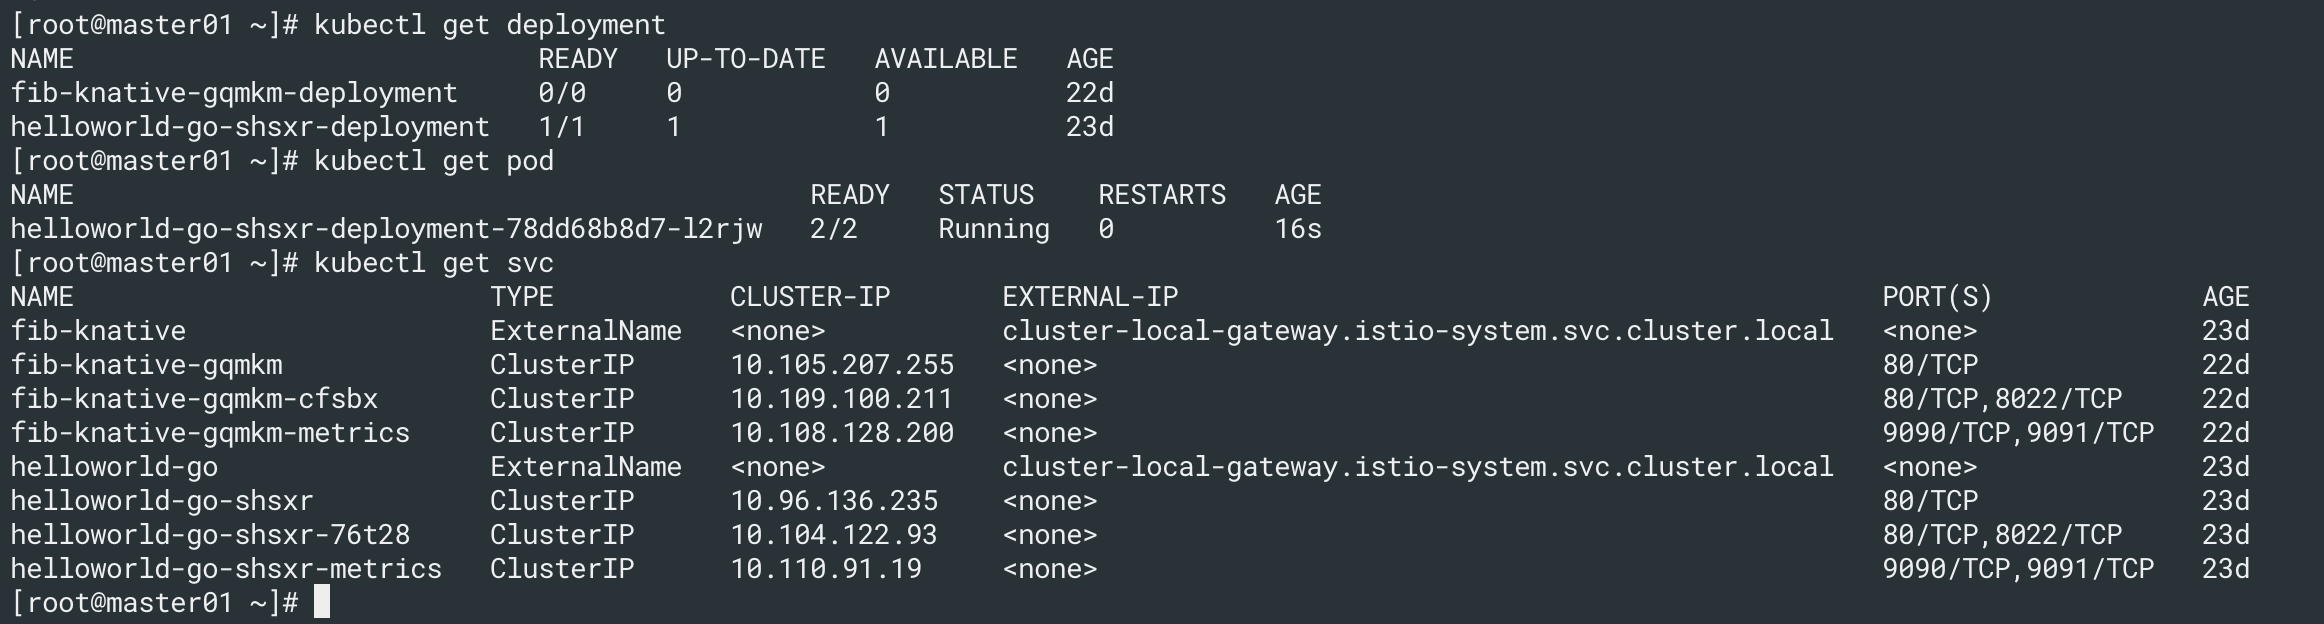 [root@master01 ~]# kubectl get deployment
NAME                             READY   UP-TO-DATE   AVAILABLE   AGE
fib-knative-gqmkm-deployment     0/0     0            0           22d
helloworld-go-shsxr-deployment   1/1     1            1           23d
[root@master01 ~]# kubectl get pod
NAME                                              READY   STATUS    RESTARTS   AGE
helloworld-go-shsxr-deployment-78dd68b8d7-l2rjw   2/2     Running   0          16s
[root@master01 ~]# kubectl get svc
NAME                          TYPE           CLUSTER-IP       EXTERNAL-IP                                            PORT(S)             AGE
fib-knative                   ExternalName   <none>           cluster-local-gateway.istio-system.svc.cluster.local   <none>              23d
fib-knative-gqmkm             ClusterIP      10.105.207.255   <none>                                                 80/TCP              22d
fib-knative-gqmkm-cfsbx       ClusterIP      10.109.100.211   <none>                                                 80/TCP,8022/TCP     22d
fib-knative-gqmkm-metrics     ClusterIP      10.108.128.200   <none>                                                 9090/TCP,9091/TCP   22d
helloworld-go                 ExternalName   <none>           cluster-local-gateway.istio-system.svc.cluster.local   <none>              23d
helloworld-go-shsxr           ClusterIP      10.96.136.235    <none>                                                 80/TCP              23d
helloworld-go-shsxr-76t28     ClusterIP      10.104.122.93    <none>                                                 80/TCP,8022/TCP     23d
helloworld-go-shsxr-metrics   ClusterIP      10.110.91.19     <none>                                                 9090/TCP,9091/TCP   23d
[root@master01 ~]#